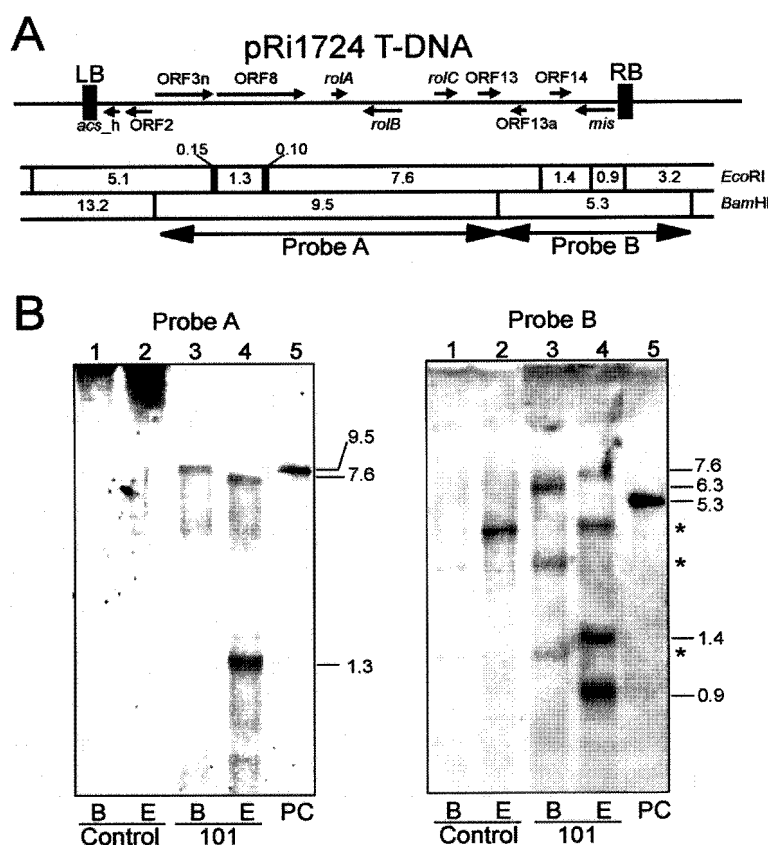 A
pRi1724 T-DNA
LB ORF3n ORF8 rolA rolC ORF13 ORF14 RB
acs_h ORF2 rolB ORF13a mis
0.15 0.10
5.1 1.3 7.6 1.4 0.9 3.2 EcoRI
13.2 9.5 5.3 BamHI
Probe A Probe B
B
Probe A
1 2 3 4 5
9.5
7.6
1.3
B E B E PC
Control 101
Probe B
1 2 3 4 5
7.6
6.3
5.3
*
*
1.4
*
0.9
B E B E PC
Control 101